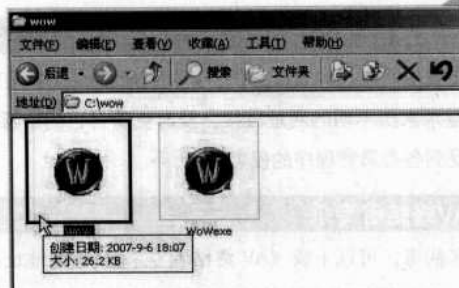 wow
文件(F) 编辑(E) 查看(V) 收藏(A) 工具(T) 帮助(H)
后退 搜索 文件夹
地址(D) C:\wow
WoWexe
创建日期: 2007-9-6 18:07
大小: 26.2 KB